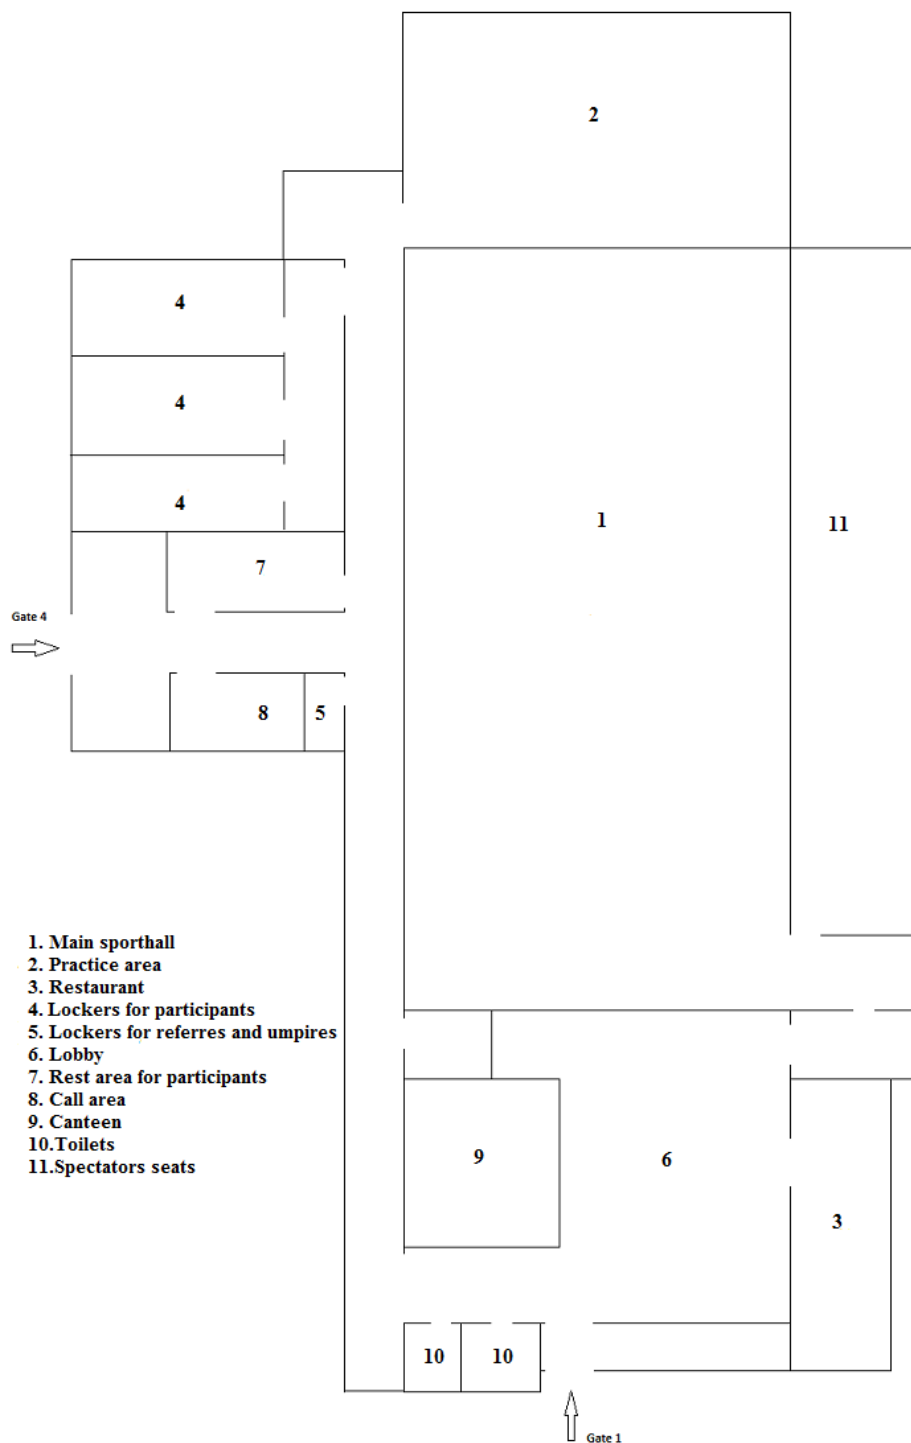 2
4
4
1
11
4
7
Gate 4
8
5
1. Main sporthall
2. Practice area
3. Restaurant
4. Lockers for participants
5. Lockers for referres and umpires
6. Lobby
7. Rest area for participants
8. Call area
9. Canteen
10.Toilets
11.Spectators seats
9
6
3
10
10
Gate 1